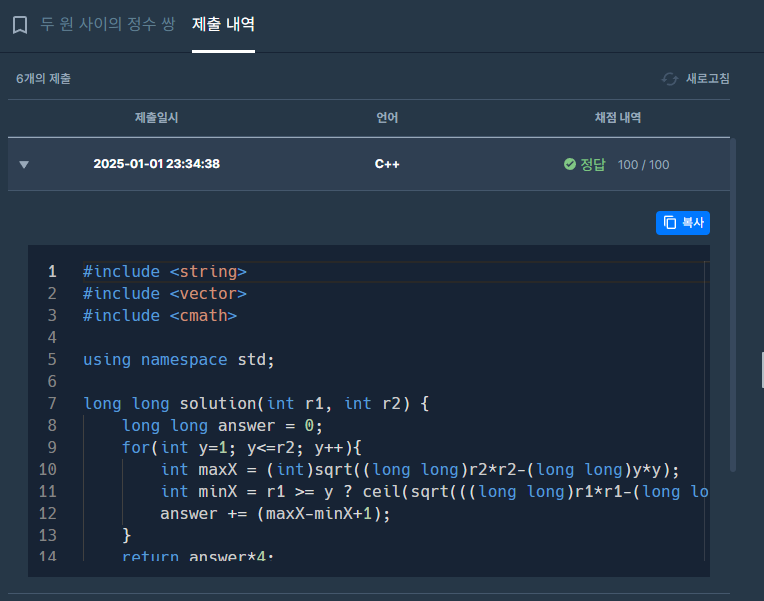 두 원 사이의 정수 쌍 제출 내역
6개의 제출 새로고침
제출일시 언어 채점 내역
2025-01-01 23:34:38 C++ 정답 100 / 100
복사
1 #include <string>
2 #include <vector>
3 #include <cmath>
4
5 using namespace std;
6
7 long long solution(int r1, int r2) {
8 long long answer = 0;
9 for(int y=1; y<=r2; y++){
10 int maxX = (int)sqrt((long long)r2*r2-(long long)y*y);
11 int minX = r1 >= y ? ceil(sqrt(((long long)r1*r1-(long lo
12 answer += (maxX-minX+1);
13 }
14 return answer*4;